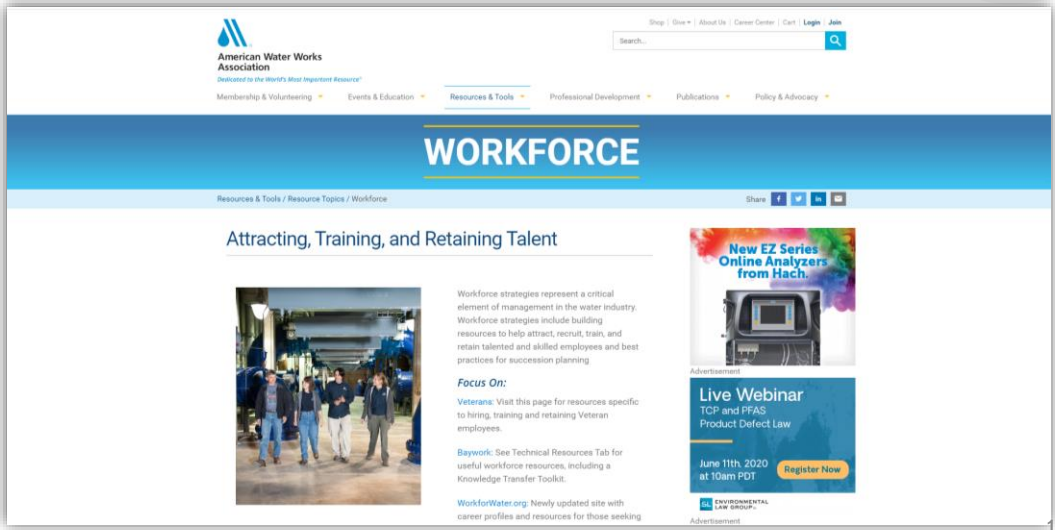 Shop | Give | About Us | Career Center | Cart | Login | Join
Search...
American Water Works
Association
Dedicated to the World's Most Important Resource®
Membership & Volunteering
Events & Education
Resources & Tools
Professional Development
Publications
Policy & Advocacy
WORKFORCE
Resources & Tools / Resource Topics / Workforce
Share
Attracting, Training, and Retaining Talent
Workforce strategies represent a critical
element of management in the water industry.
Workforce strategies include building
resources to help attract, recruit, train, and
retain talented and skilled employees and best
practices for succession planning
Focus On:
Veterans: Visit this page for resources specific
to hiring, training and retaining Veteran
employees.
Baywork: See Technical Resources Tab for
useful workforce resources, including a
Knowledge Transfer Toolkit.
WorkforWater.org: Newly updated site with
career profiles and resources for those seeking
New EZ Series
Online Analyzers
from Hach.
Advertisement
Live Webinar
TCP and PFAS
Product Defect Law
June 11th, 2020
at 10am PDT
Register Now
SL ENVIRONMENTAL
LAW GROUP
Advertisement